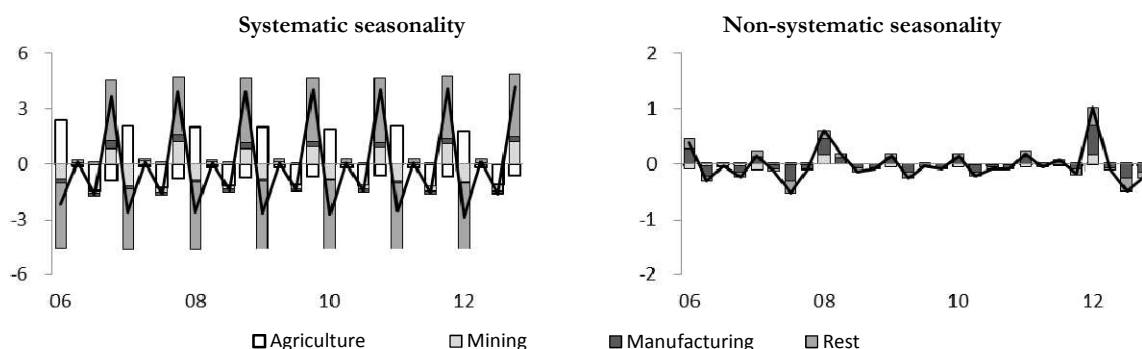 Systematic seasonality
6
3
0
-3
-6
06 08 10 12
Non-systematic seasonality
2
1
0
-1
-2
06 08 10 12
Agriculture Mining Manufacturing Rest